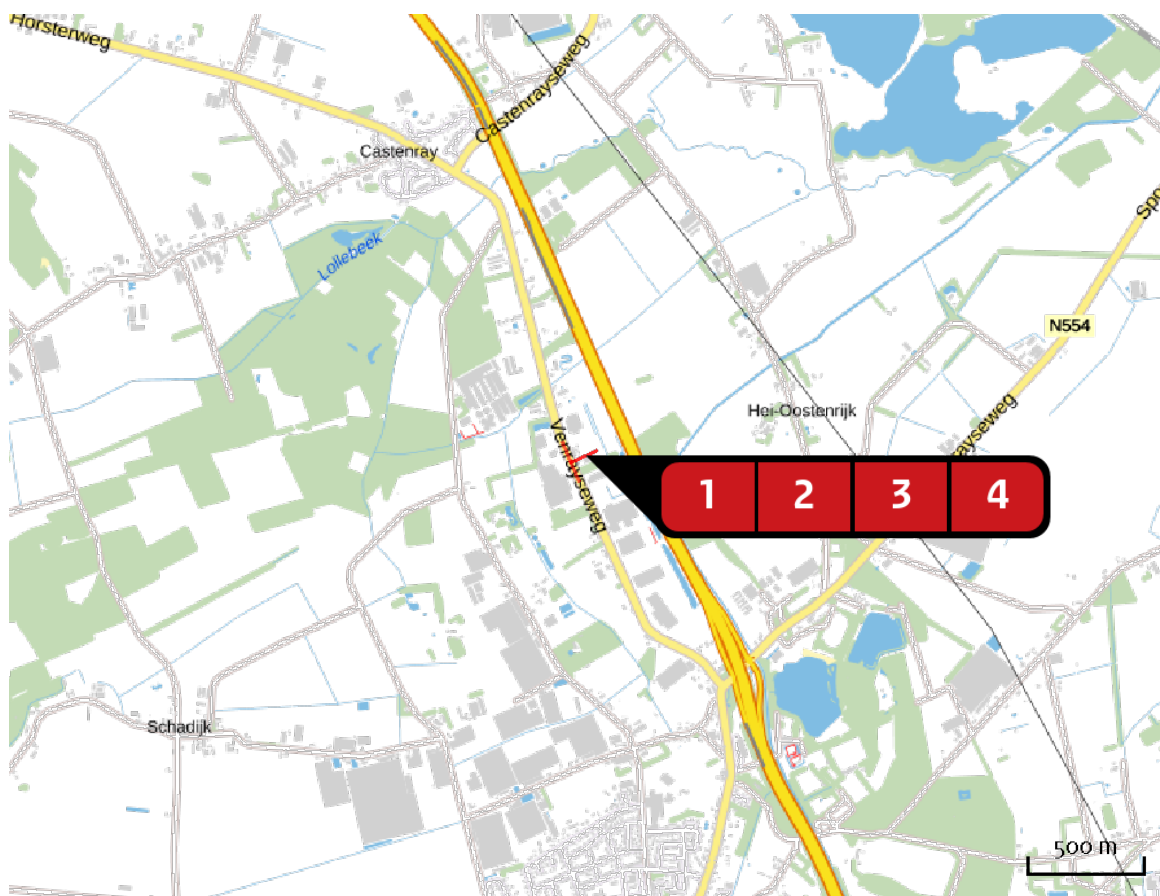 Horsterweg
Castenrayseweg
Castenray
Lollebeek
N554
Hei-Oostenrijk
Venrayseweg
1 2 3 4
Schadijk
500 m